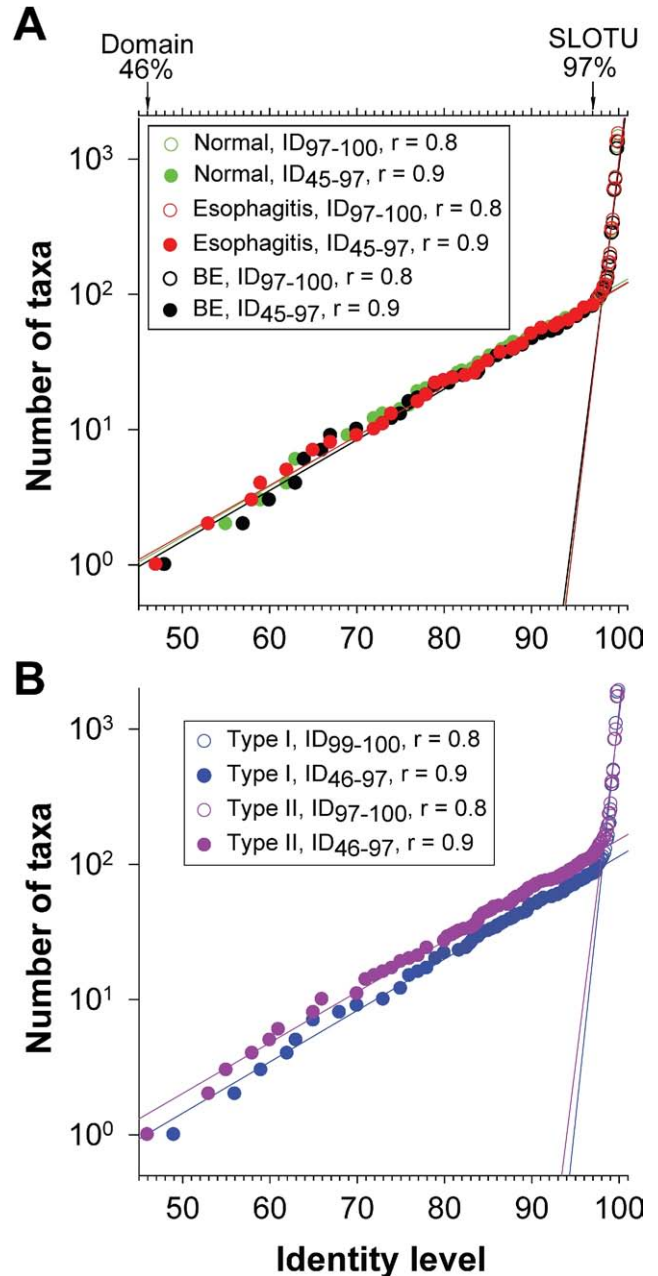 A
Domain
46%
SLOTU
97%
Normal, ID97-100, r = 0.8
Normal, ID45-97, r = 0.9
Esophagitis, ID97-100, r = 0.8
Esophagitis, ID45-97, r = 0.9
BE, ID97-100, r = 0.8
BE, ID45-97, r = 0.9
Number of taxa
10³
10²
10¹
10⁰
50 60 70 80 90 100
B
Type I, ID99-100, r = 0.8
Type I, ID46-97, r = 0.9
Type II, ID97-100, r = 0.8
Type II, ID46-97, r = 0.9
Number of taxa
10³
10²
10¹
10⁰
50 60 70 80 90 100
Identity level